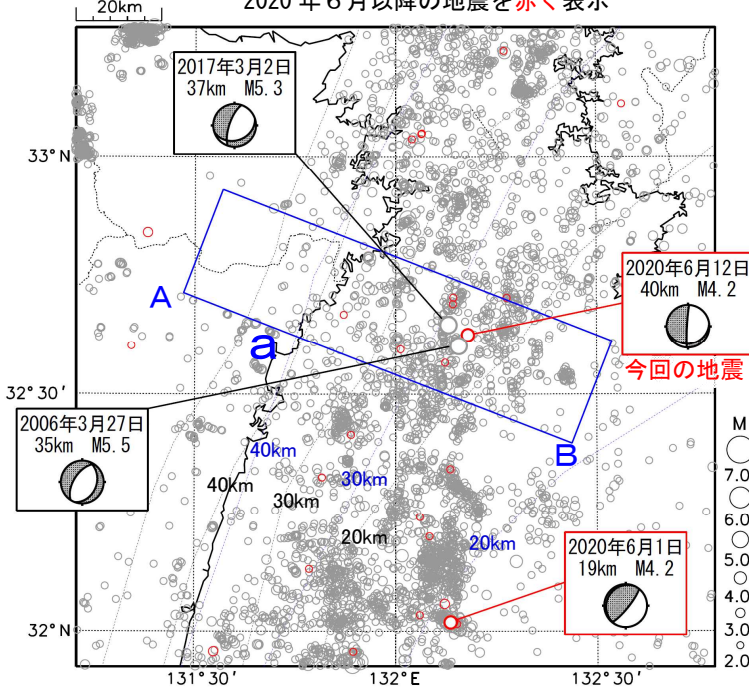 2020年６月以降の地震を赤く表示
20km
2017年3月2日
37km M5.3
33°N
A
a
2020年6月12日
40km M4.2
今回の地震
32°30′
2006年3月27日
35km M5.5
B
M
40km
40km
30km
30km
20km
20km
7.0
6.0
5.0
4.0
3.0
2.0
2020年6月1日
19km M4.2
32°N
131°30′
132°E
132°30′